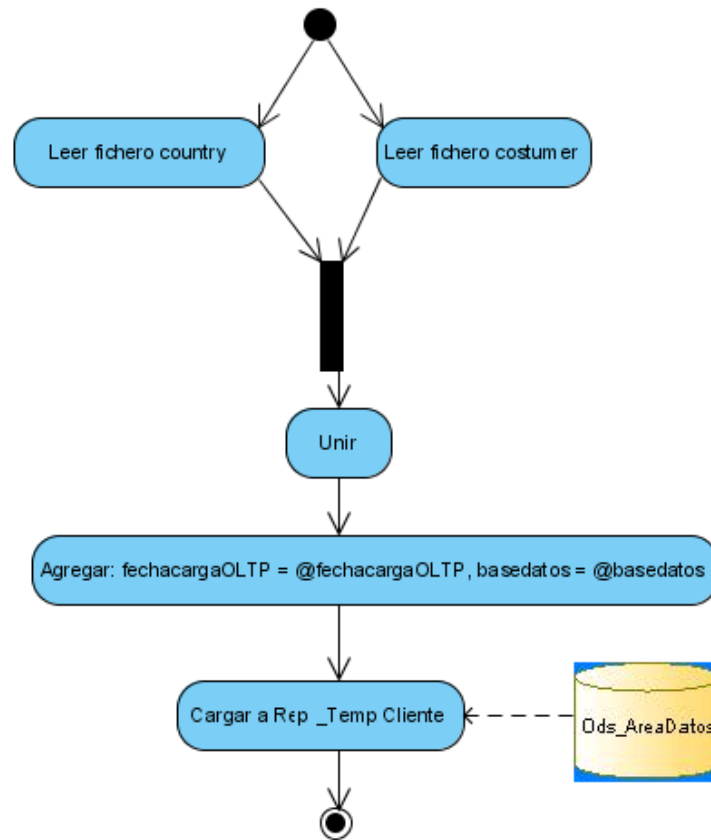 Leer fichero country
Leer fichero costumer
Unir
Agregar: fechacargaOLTP = @fechacargaOLTP, basedatos = @basedatos
Cargar a Rep _Temp Cliente
Ods_AreaDatos